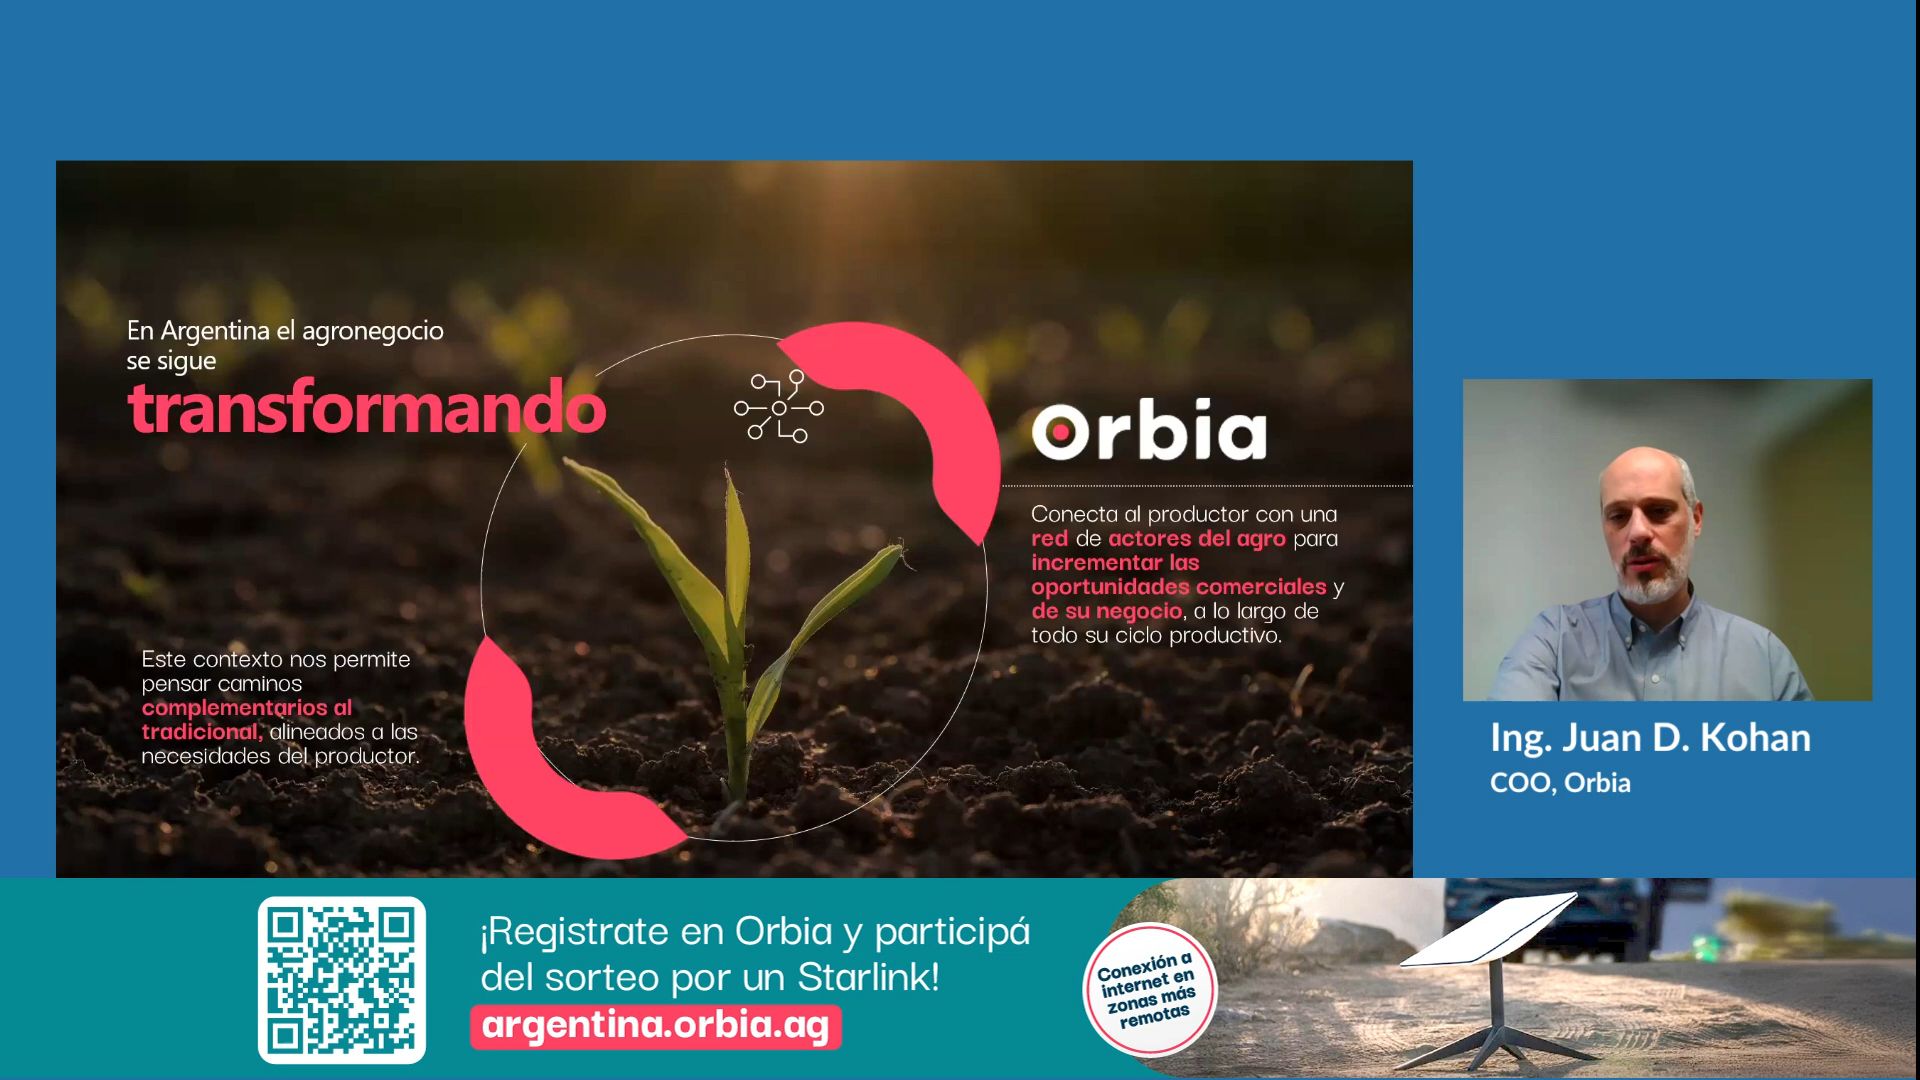 En Argentina el agronegocio
se sigue
transformando
Este contexto nos permite
pensar caminos
complementarios al
tradicional, alineados a las
necesidades del productor.
Orbia
Conecta al productor con una
red de actores del agro para
incrementar las
oportunidades comerciales y
de su negocio, a lo largo de
todo su ciclo productivo.
Ing. Juan D. Kohan
COO, Orbia
¡Registrate en Orbia y participá
del sorteo por un Starlink!
argentina.orbia.ag
Conexión a
internet en
zonas más
remotas